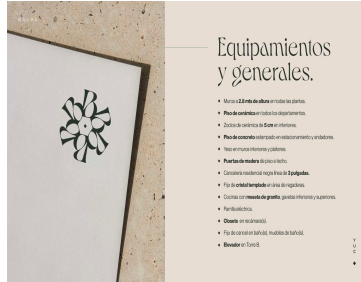 Equipamientos
y generales.
Muros a 2.8 mts de altura en todas las plantas.
Piso de cerámica en todos los departamentos.
Zoclos de cerámica de 5 cm en interiores.
Piso de concreto estampado en estacionamiento y andadores.
Yeso en muros interiores y plafones.
Puertas de madera de piso a techo.
Cancelería residencial negra línea de 3 pulgadas.
Fijo de cristal templado en área de regaderas.
Cocinas con meseta de granito, gavetas inferiores y superiores.
Parrilla eléctrica.
Closets en recámara(s).
Fijo de cancel en baño(s), muebles de baño(s).
Elevador en Torre B.
Y
U
C